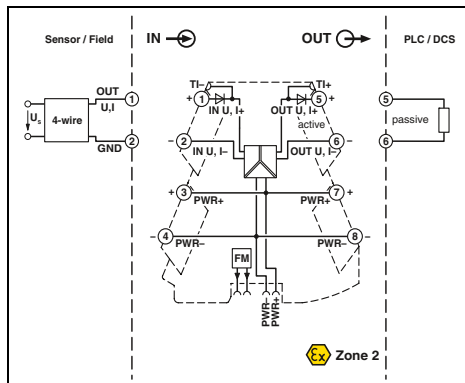 Sensor / Field
IN
OUT
PLC / DCS
OUT
U,I
1
Us
4-wire
2
GND
TI–
TI+
+ 1
5 +
IN U, I+
OUT U, I+
active
– 2
6 –
IN U, I–
OUT U, I–
+ 3
7 +
PWR+
PWR+
– 4
8 –
PWR–
PWR–
FM
PWR–
PWR+
5
passive
6
Ex Zone 2